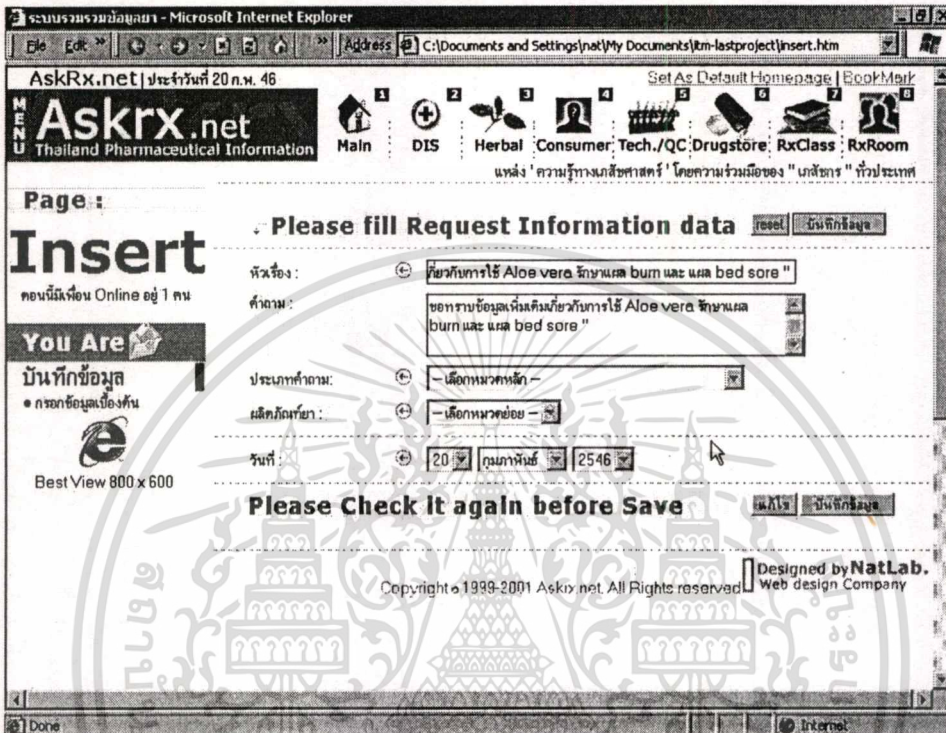 ระบบรวบรวมข้อมูลยา - Microsoft Internet Explorer
File Edit » » Address C:\Documents and Settings\nat\My Documents\itm-lastproject\insert.htm
AskRx.net | ประจำวันที่ 20 ก.พ. 46 Set As Default Homepage | BookMark
MENU Askrx.net
Thailand Pharmaceutical Information
1 2 3 4 5 6 7 8
Main DIS Herbal Consumer Tech./QC Drugstore RxClass RxRoom
แหล่ง ' ความรู้ทางเภสัชศาสตร์ ' โดยความร่วมมือของ " เภสัชกร " ทั่วประเทศ
Page :
Insert
ตอนนี้มีเพื่อน Online อยู่ 1 คน
You Are
บันทึกข้อมูล
• กรอกข้อมูลเบื้องต้น
Best View 800 x 600
Please fill Request Information data reset บันทึกข้อมูล
หัวเรื่อง : กี่ยวกับการใช้ Aloe vera รักษาแผล burn และ แผล bed sore "
คำถาม : ขอทราบข้อมูลเพิ่มเติมเกี่ยวกับการใช้ Aloe vera รักษาแผล
burn และ แผล bed sore "
ประเภทคำถาม: -- เลือกหมวดหลัก --
ผลิตภัณฑ์ยา : -- เลือกหมวดย่อย --
วันที่ : 20 กุมภาพันธ์ 2546
Please Check it again before Save แก้ไข บันทึกข้อมูล
Copyright © 1999-2001 Askrx.net. All Rights reserved
Designed by NatLab.
Web design Company
Done Internet